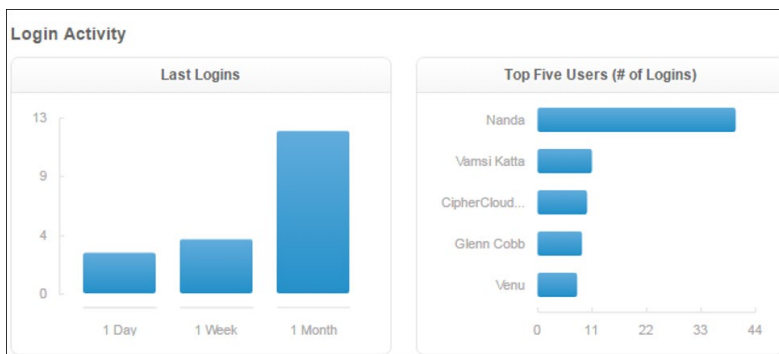 Login Activity
Last Logins
13
9
4
0
1 Day
1 Week
1 Month
Top Five Users (# of Logins)
Nanda
Vamsi Katta
CipherCloud...
Glenn Cobb
Venu
0 11 22 33 44